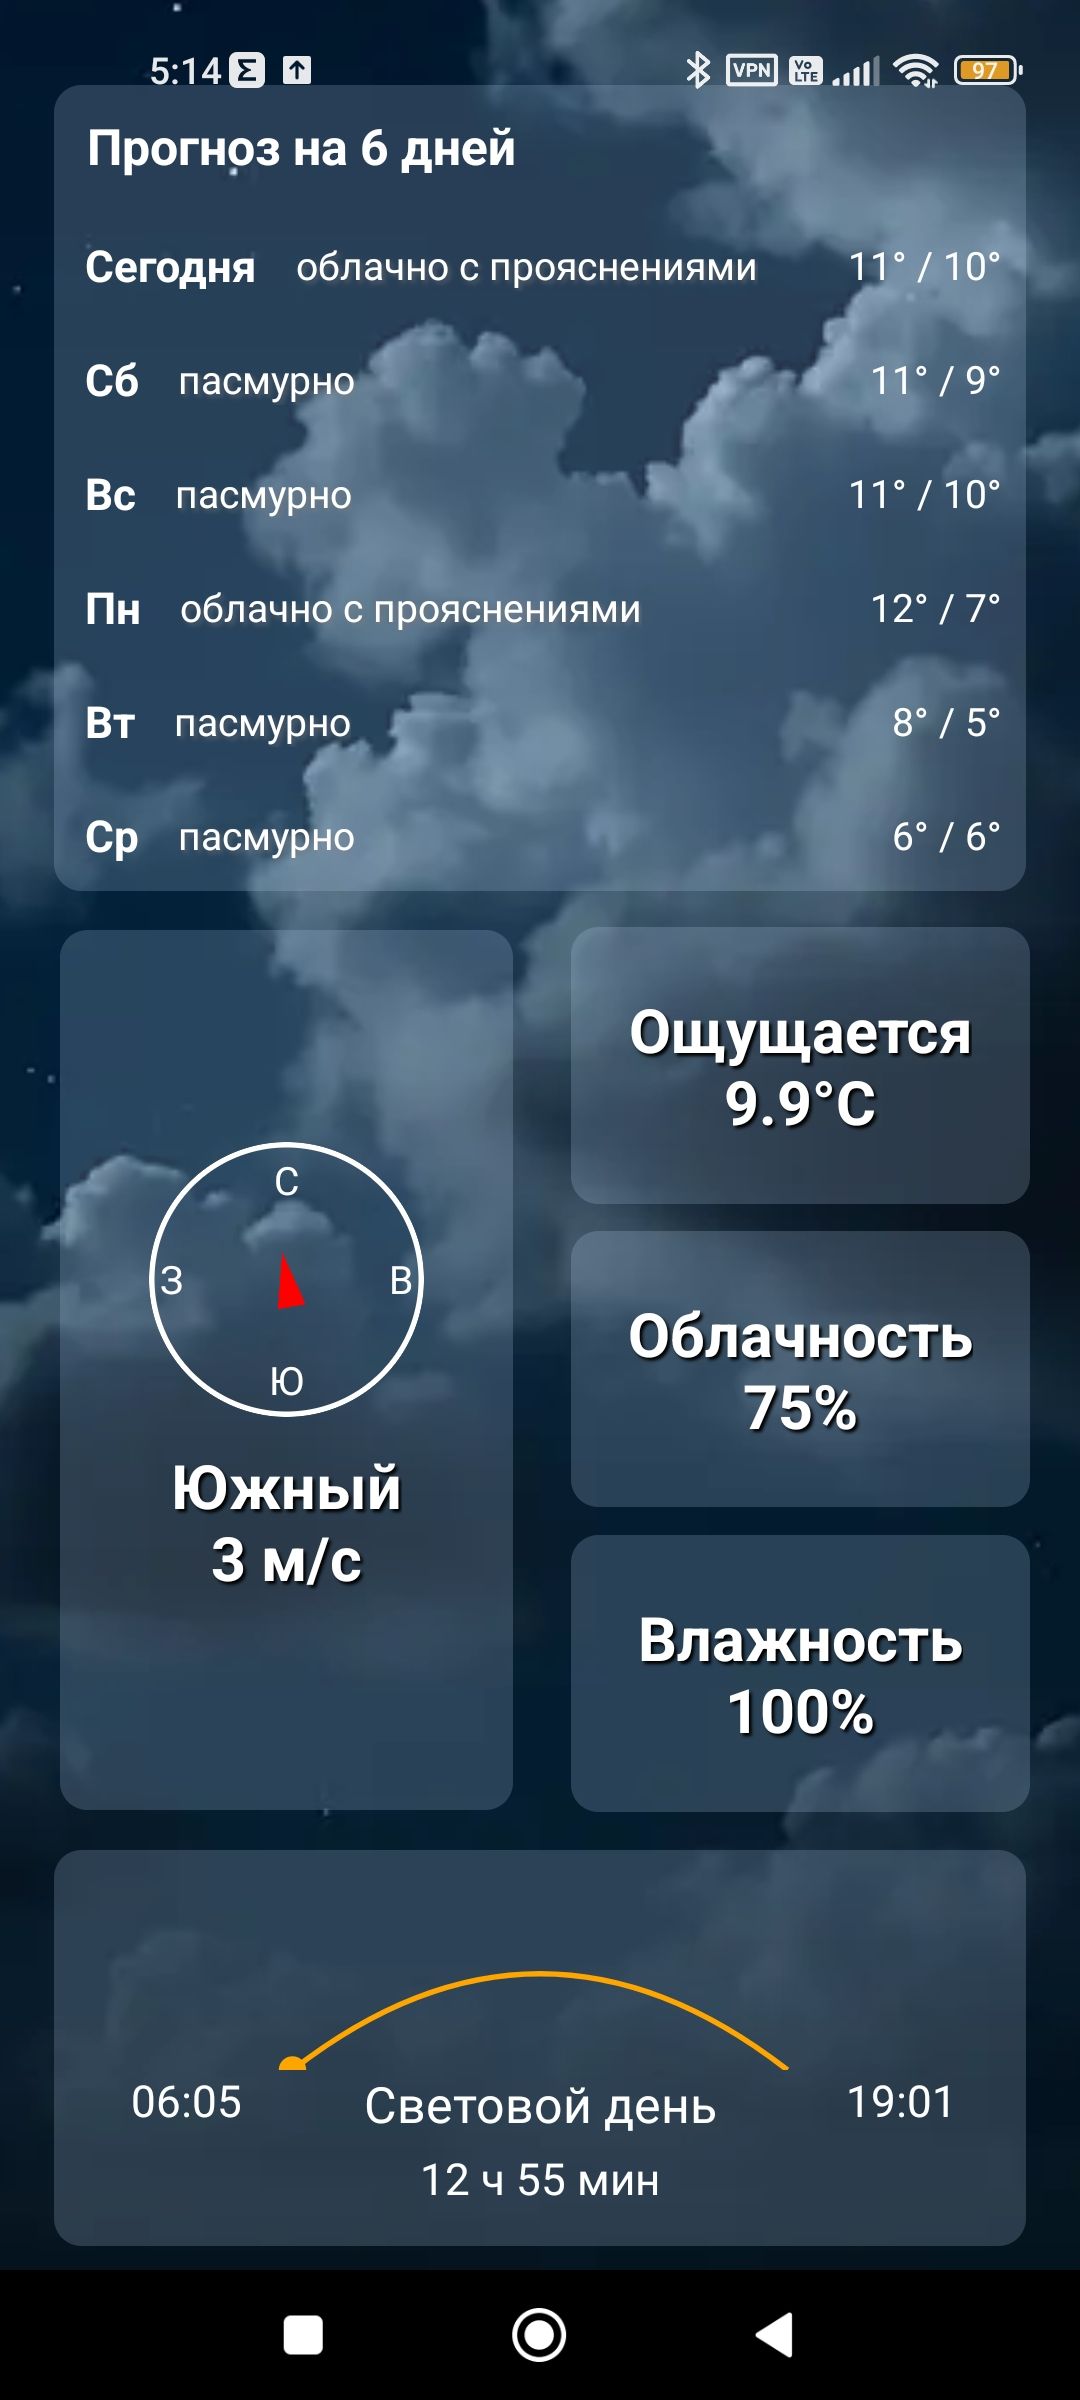 5:14 VPN Vo LTE 97
Прогноз на 6 дней
Сегодня облачно с прояснениями 11° / 10°
Сб пасмурно 11° / 9°
Вс пасмурно 11° / 10°
Пн облачно с прояснениями 12° / 7°
Вт пасмурно 8° / 5°
Ср пасмурно 6° / 6°
С
З В
Ю
Южный
3 м/с
Ощущается
9.9°C
Облачность
75%
Влажность
100%
06:05 Световой день 19:01
12 ч 55 мин